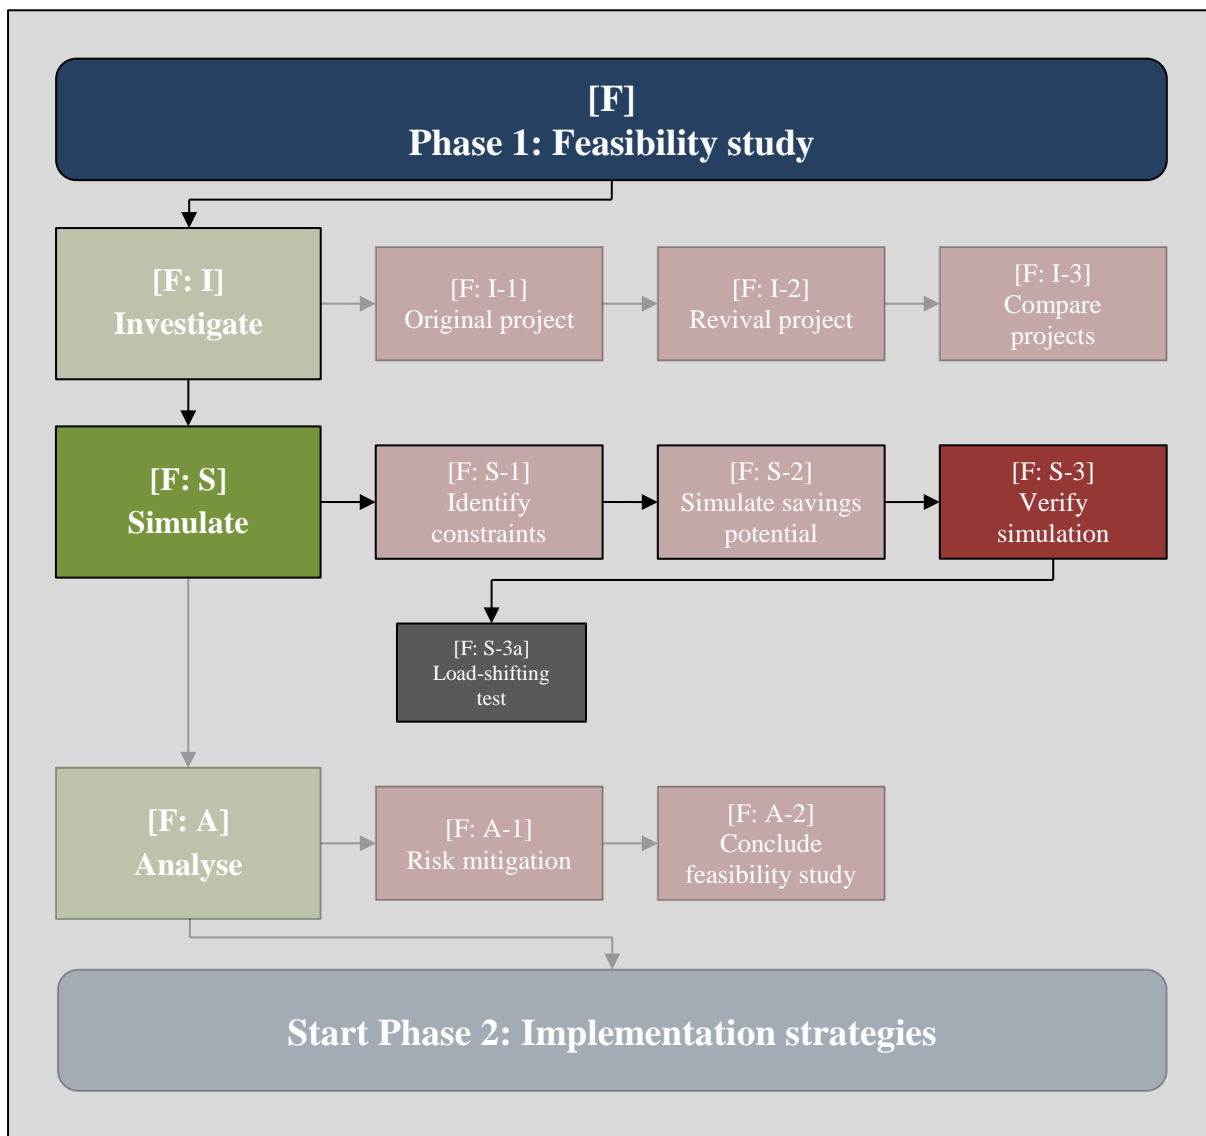 [F]
Phase 1: Feasibility study
[F: I]
Investigate
[F: I-1]
Original project
[F: I-2]
Revival project
[F: I-3]
Compare
projects
[F: S]
Simulate
[F: S-1]
Identify
constraints
[F: S-2]
Simulate savings
potential
[F: S-3]
Verify
simulation
[F: S-3a]
Load-shifting
test
[F: A]
Analyse
[F: A-1]
Risk mitigation
[F: A-2]
Conclude
feasibility study
Start Phase 2: Implementation strategies